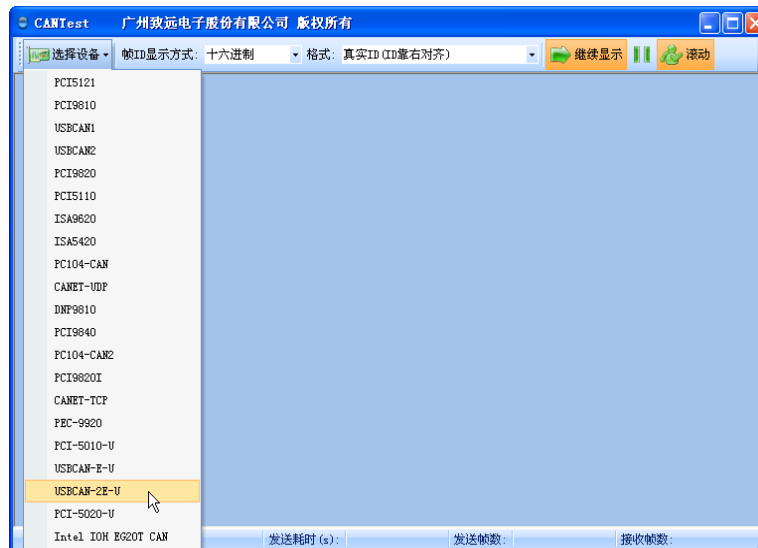 CANTest 广州致远电子股份有限公司 版权所有
选择设备 帧ID显示方式: 十六进制 格式: 真实ID(ID靠右对齐) 继续显示 滚动
PCI5121
PCI9810
USBCAN1
USBCAN2
PCI9820
PCI5110
ISA9620
ISA5420
PC104-CAN
CANET-UDP
DNP9810
PCI9840
PC104-CAN2
PCI9820I
CANET-TCP
PEC-9920
PCI-5010-U
USBCAN-E-U
USBCAN-2E-U
PCI-5020-U
Intel IOH EG20T CAN
发送耗时(s): 发送帧数: 接收帧数: